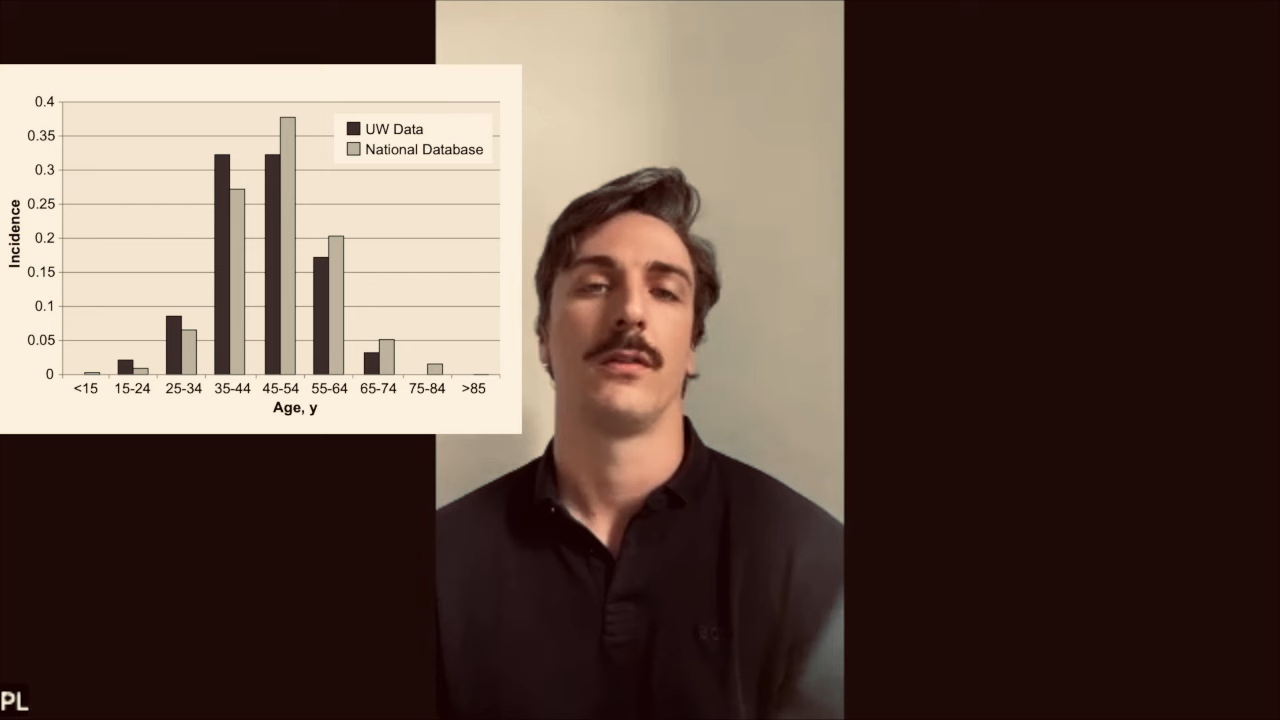 0.4
0.35
0.3
0.25
0.2
0.15
0.1
0.05
0
Incidence
UW Data
National Database
<15 15-24 25-34 35-44 45-54 55-64 65-74 75-84 >85
Age, y
PL